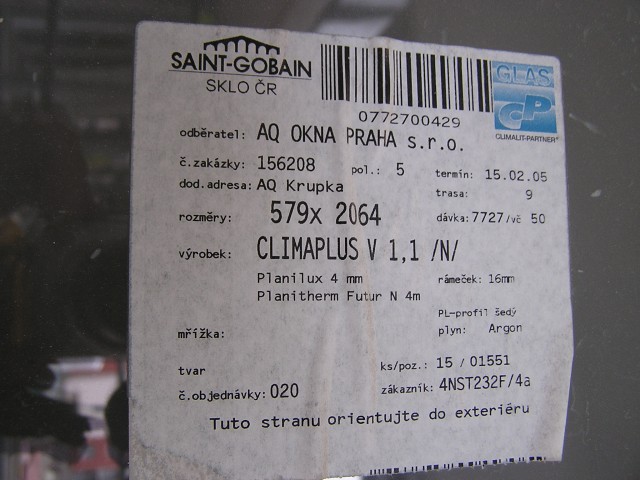 SAINT-GOBAIN
SKLO ČR
0772700429
GLAS
CP
CLIMALIT-PARTNER®
odběratel: AQ OKNA PRAHA s.r.o.
č.zakázky: 156208 pol.: 5 termín: 15.02.05
dod.adresa: AQ Krupka trasa: 9
rozměry: 579x 2064 dávka: 7727/vč 50
výrobek: CLIMAPLUS V 1,1 /N/
Planilux 4 mm rámeček: 16mm
Planitherm Futur N 4m
PL-profil šedý
mřížka: plyn: Argon
tvar ks/poz.: 15 / 01551
č.objednávky: 020 zákazník: 4NST232F/4a
Tuto stranu orientujte do exteriéru